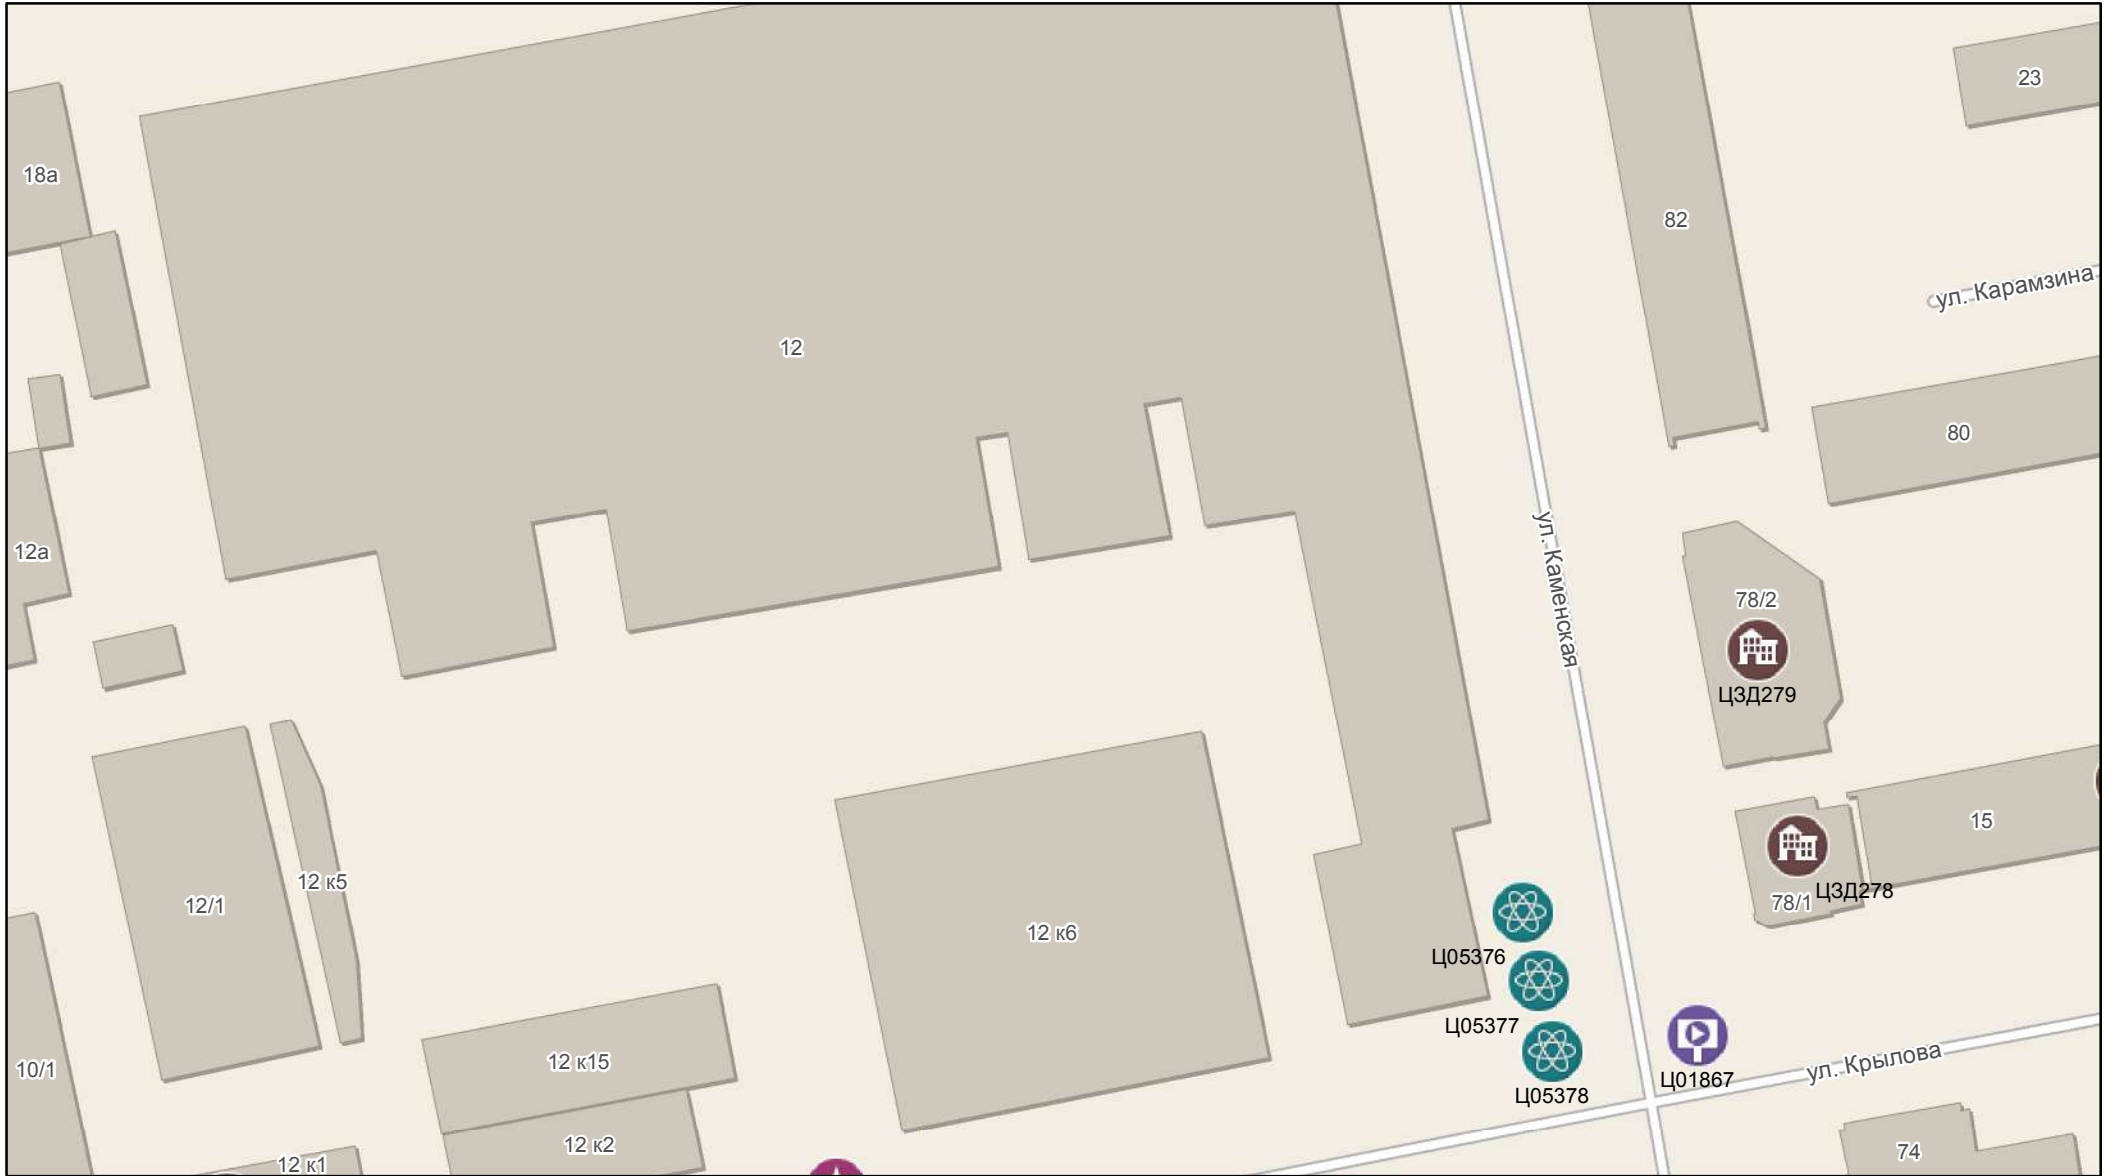 23
18а
82
ул. Карамзина
12
80
ул. Каменская
12а
78/2
ЦЗД279
15
12 к5
ЦЗД278
78/1
12/1
12 к6
Ц05376
Ц05377
10/1
12 к15
ул. Крылова
Ц01867
Ц05378
12 к2
74
12 к1